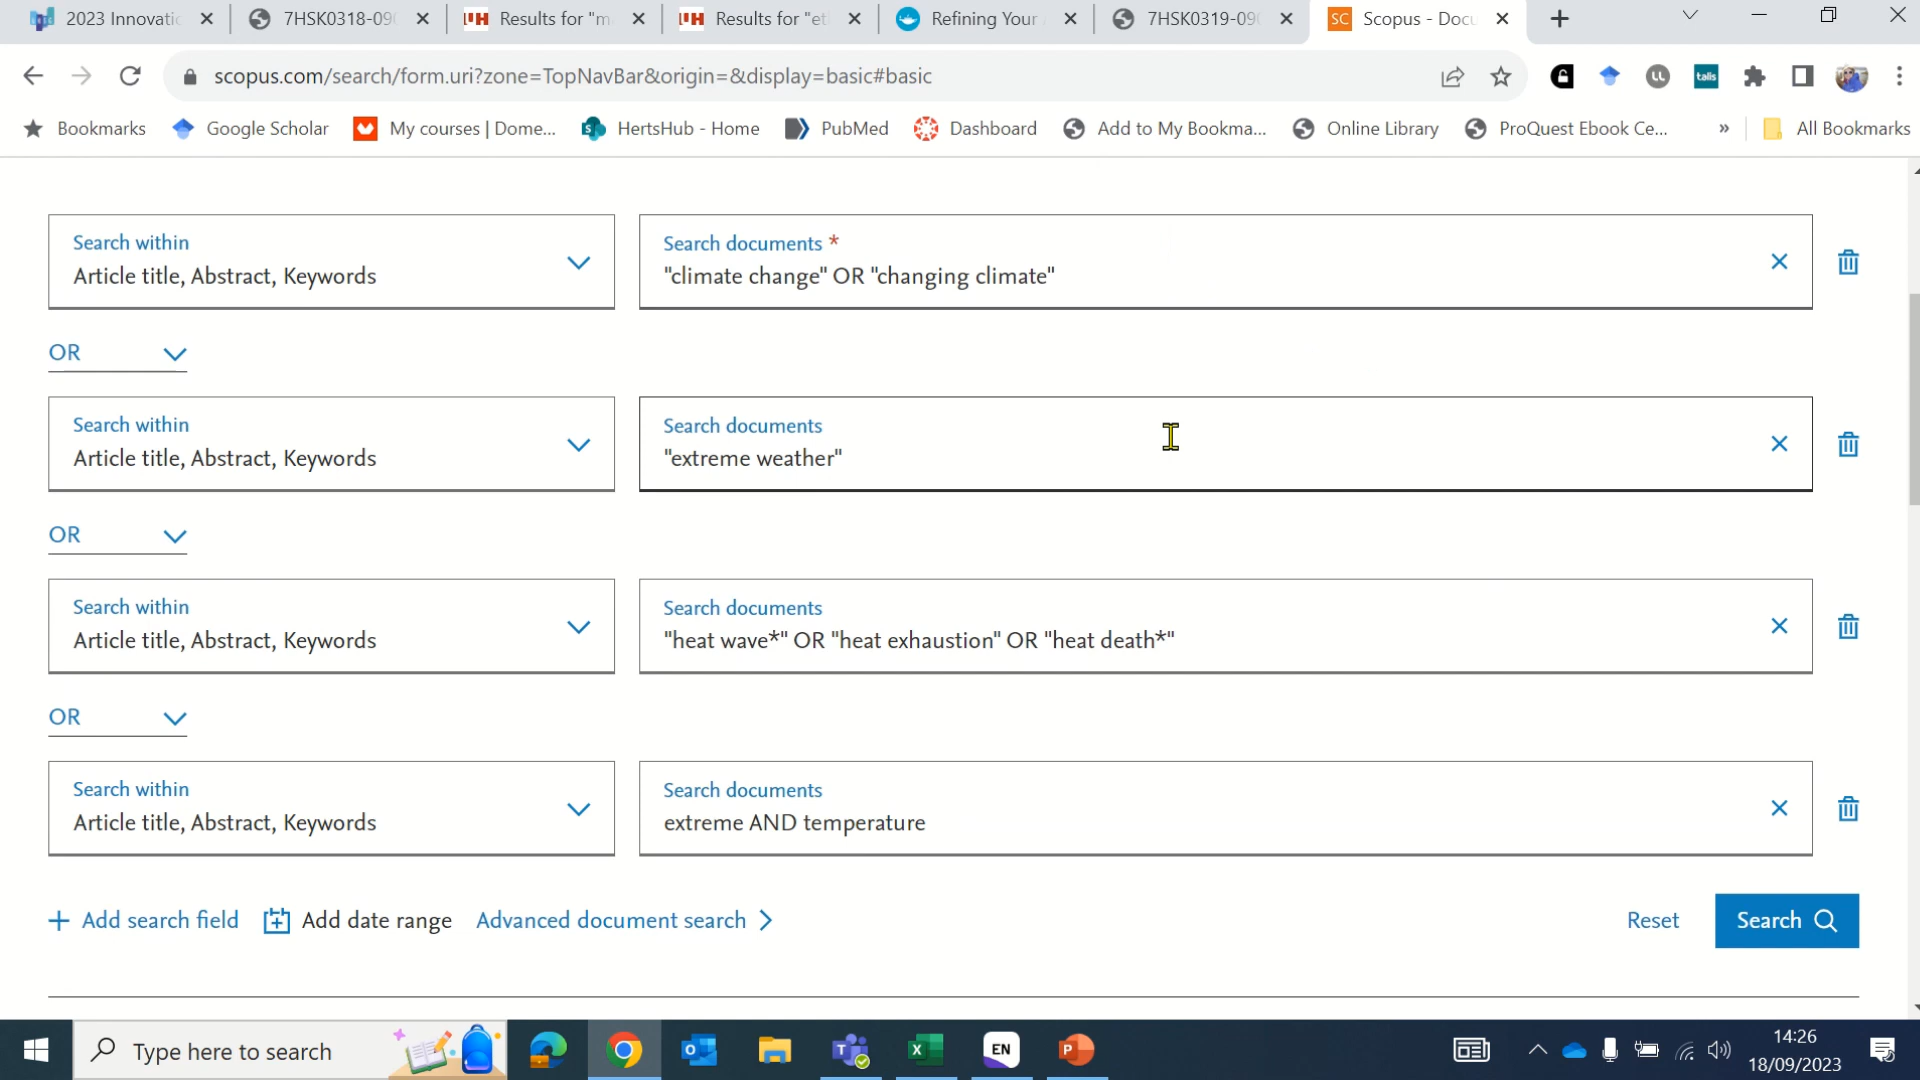 2023 Innovatio
7HSK0318-090
Results for "m
Results for "et
Refining Your
7HSK0319-090
SC
Scopus - Docu
scopus.com/search/form.uri?zone=TopNavBar&origin=&display=basic#basic
talis
Bookmarks
Google Scholar
My courses | Dome...
HertsHub - Home
PubMed
Dashboard
Add to My Bookma...
Online Library
ProQuest Ebook Ce...
»
All Bookmarks
Search within
Article title, Abstract, Keywords
Search documents *
"climate change" OR "changing climate"
OR
Search within
Article title, Abstract, Keywords
Search documents
"extreme weather"
OR
Search within
Article title, Abstract, Keywords
Search documents
"heat wave*" OR "heat exhaustion" OR "heat death*"
OR
Search within
Article title, Abstract, Keywords
Search documents
extreme AND temperature
Add search field
Add date range
Advanced document search
Reset
Search
Type here to search
EN
14:26
18/09/2023